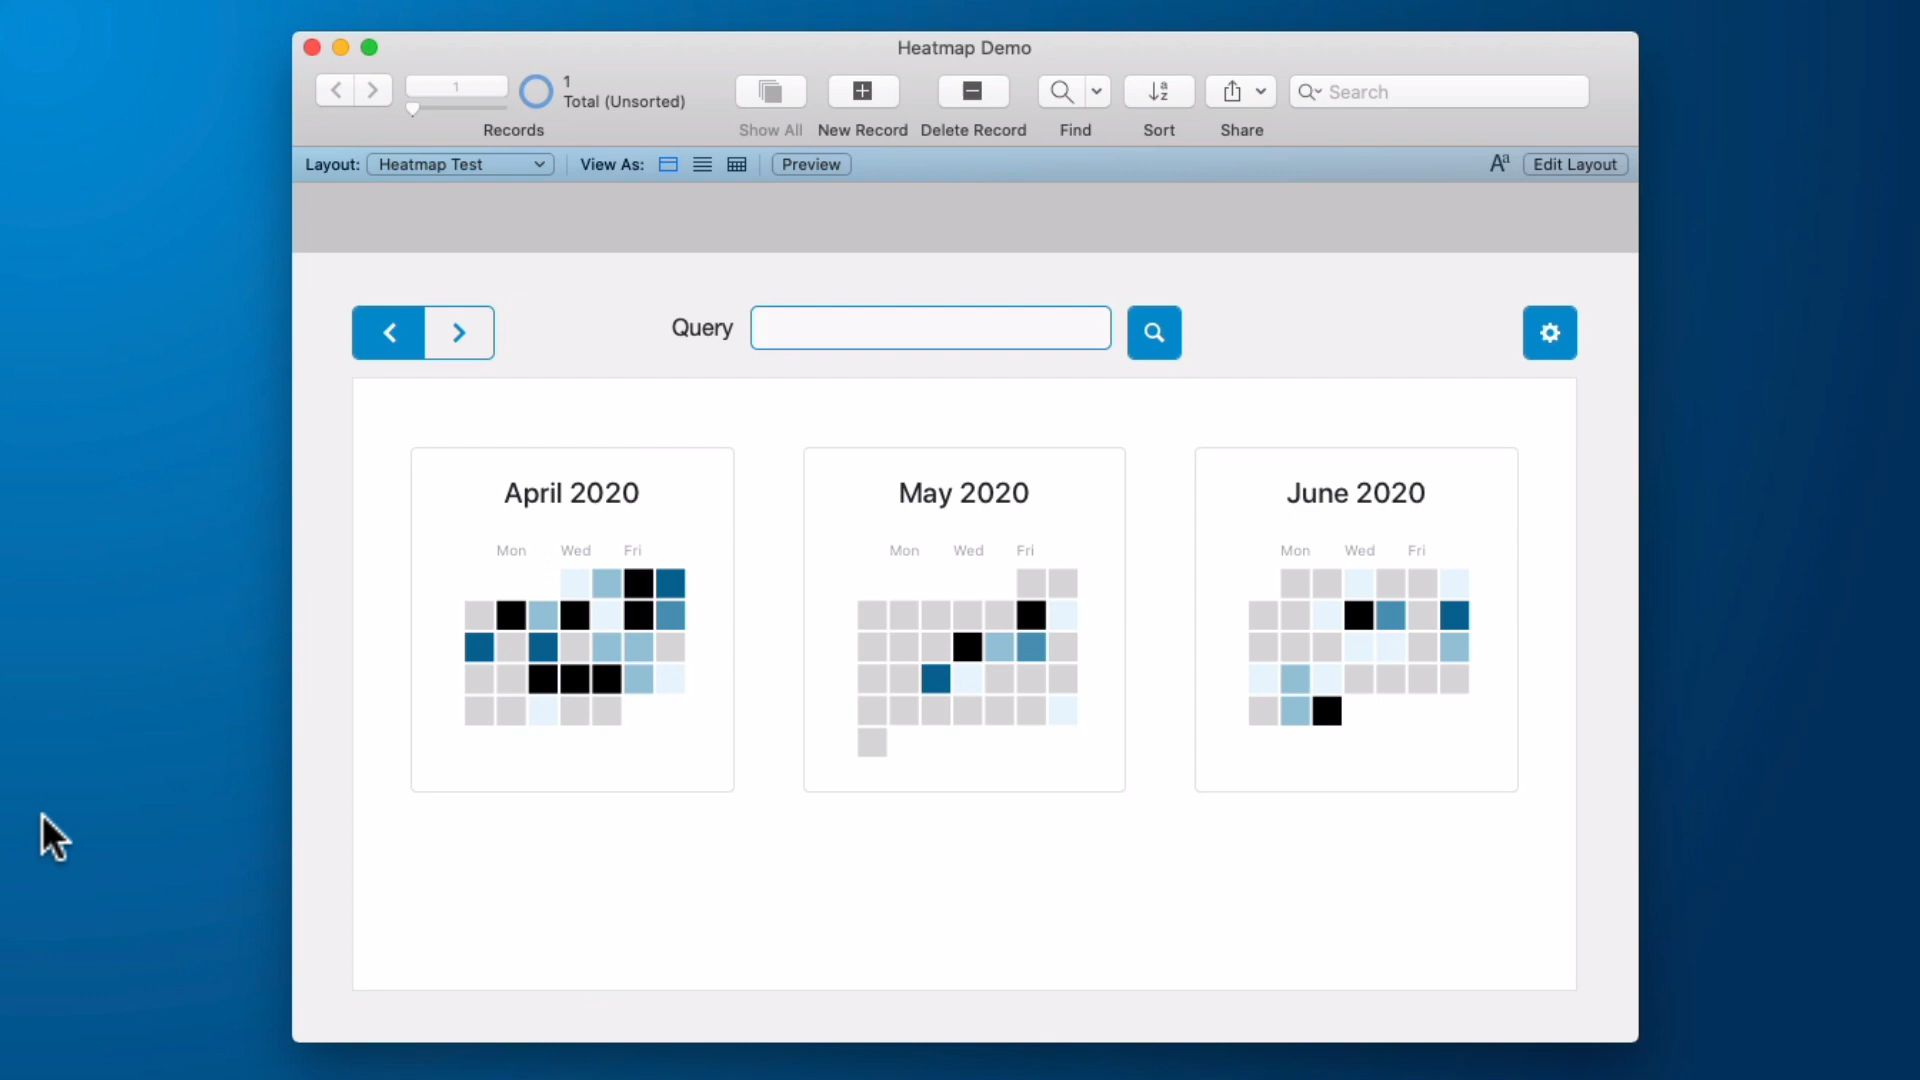 Heatmap Demo
1
1
Total (Unsorted)
Records
Show All
New Record
Delete Record
Find
Sort
Share
Search
Layout: Heatmap Test
View As:
Preview
Aa
Edit Layout
Query
April 2020
Mon Wed Fri
May 2020
Mon Wed Fri
June 2020
Mon Wed Fri